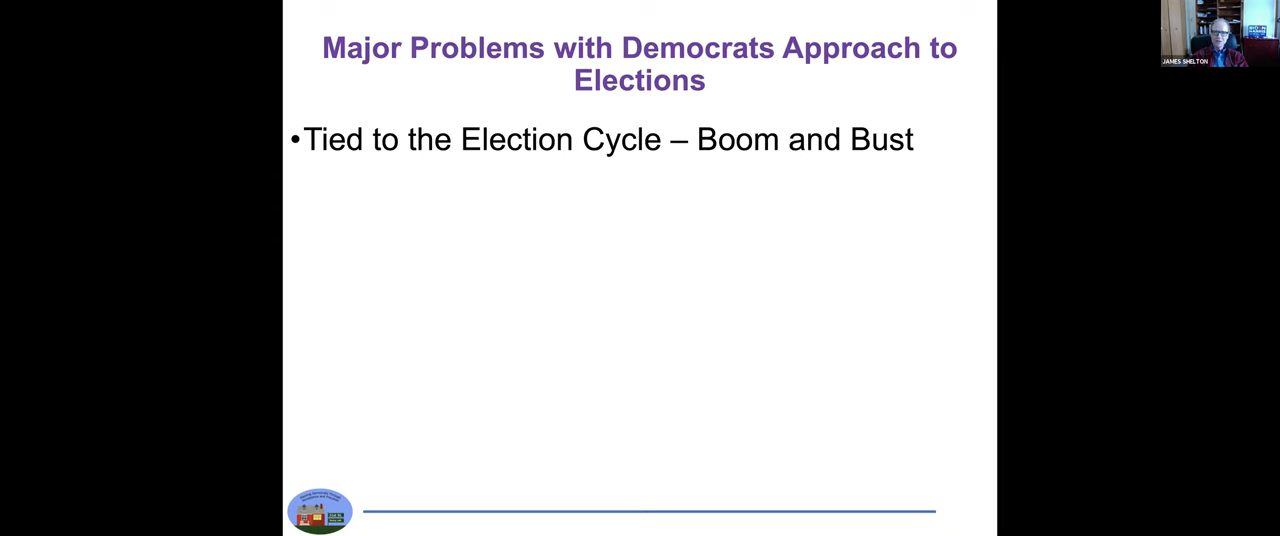 Major Problems with Democrats Approach to
Elections
•Tied to the Election Cycle – Boom and Bust
JAMES SHELTON